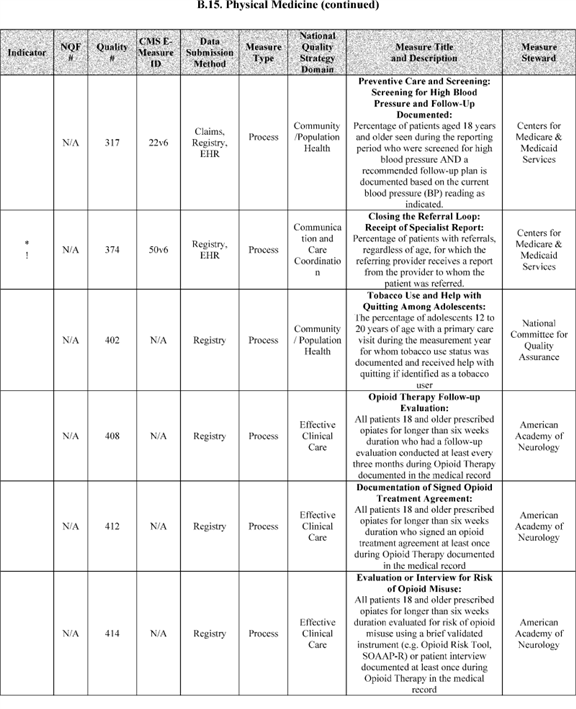 B.15. Physical Medicine (continued)
Indicator
NQF
#
Quality
#
CMS E-
Measure
ID
Data
Submission
Method
Measure
Type
National
Quality
Strategy
Domain
Measure Title
and Description
Measure
Steward
N/A
317
22v6
Claims,
Registry,
EHR
Process
Community
/Population
Health
Preventive Care and Screening:
Screening for High Blood
Pressure and Follow-Up
Documented:
Percentage of patients aged 18 years
and older seen during the reporting
period who were screened for high
blood pressure AND a
recommended follow-up plan is
documented based on the current
blood pressure (BP) reading as
indicated.
Centers for
Medicare &
Medicaid
Services
*
!
N/A
374
50v6
Registry,
EHR
Process
Communica
tion and
Care
Coordinatio
n
Closing the Referral Loop:
Receipt of Specialist Report:
Percentage of patients with referrals,
regardless of age, for which the
referring provider receives a report
from the provider to whom the
patient was referred.
Centers for
Medicare &
Medicaid
Services
N/A
402
N/A
Registry
Process
Community
/ Population
Health
Tobacco Use and Help with
Quitting Among Adolescents:
The percentage of adolescents 12 to
20 years of age with a primary care
visit during the measurement year
for whom tobacco use status was
documented and received help with
quitting if identified as a tobacco
user
National
Committee for
Quality
Assurance
N/A
408
N/A
Registry
Process
Effective
Clinical
Care
Opioid Therapy Follow-up
Evaluation:
All patients 18 and older prescribed
opiates for longer than six weeks
duration who had a follow-up
evaluation conducted at least every
three months during Opioid Therapy
documented in the medical record
American
Academy of
Neurology
N/A
412
N/A
Registry
Process
Effective
Clinical
Care
Documentation of Signed Opioid
Treatment Agreement:
All patients 18 and older prescribed
opiates for longer than six weeks
duration who signed an opioid
treatment agreement at least once
during Opioid Therapy documented
in the medical record
American
Academy of
Neurology
N/A
414
N/A
Registry
Process
Effective
Clinical
Care
Evaluation or Interview for Risk
of Opioid Misuse:
All patients 18 and older prescribed
opiates for longer than six weeks
duration evaluated for risk of opioid
misuse using a brief validated
instrument (e.g. Opioid Risk Tool,
SOAAP-R) or patient interview
documented at least once during
Opioid Therapy in the medical
record
American
Academy of
Neurology